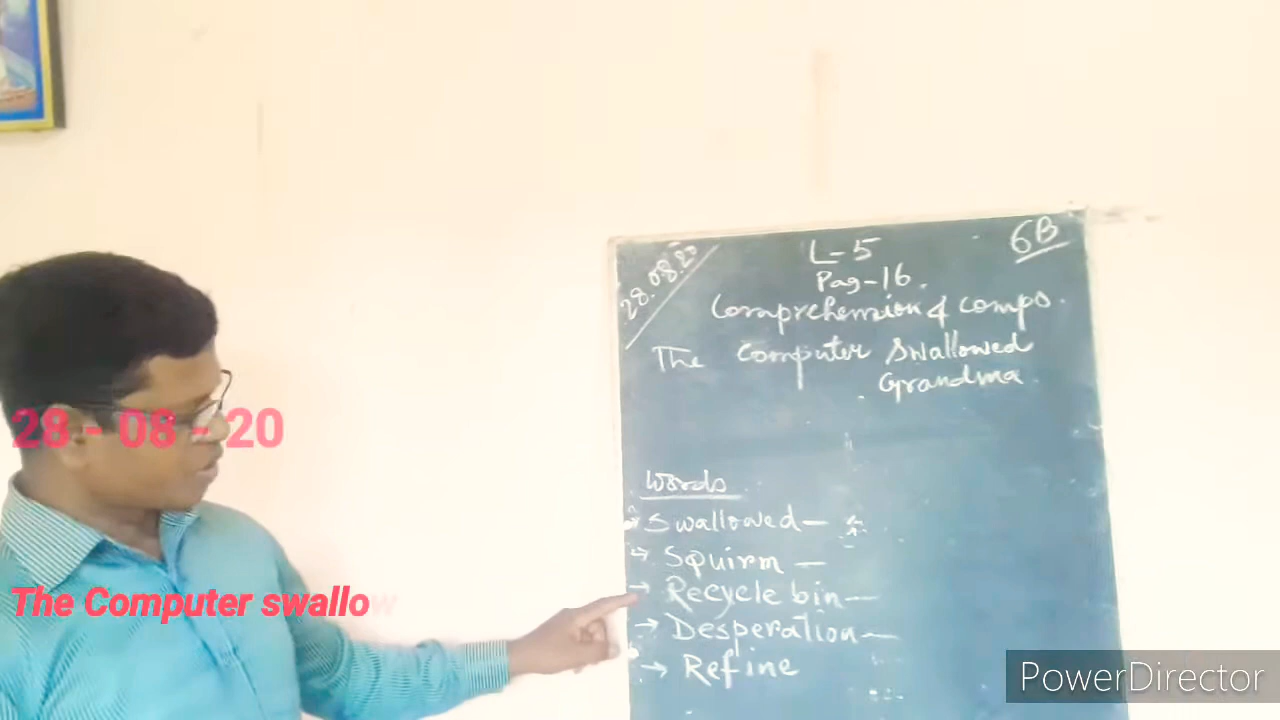 28.08.20
L-5
6B
Pag-16.
Comprehension & compo.
The Computer Swallowed
Grandma
Words
Swallowed —
→ Squirm —
→ Recycle bin —
→ Desperation —
→ Refine
28 - 08 - 20
The Computer swallow
PowerDirector